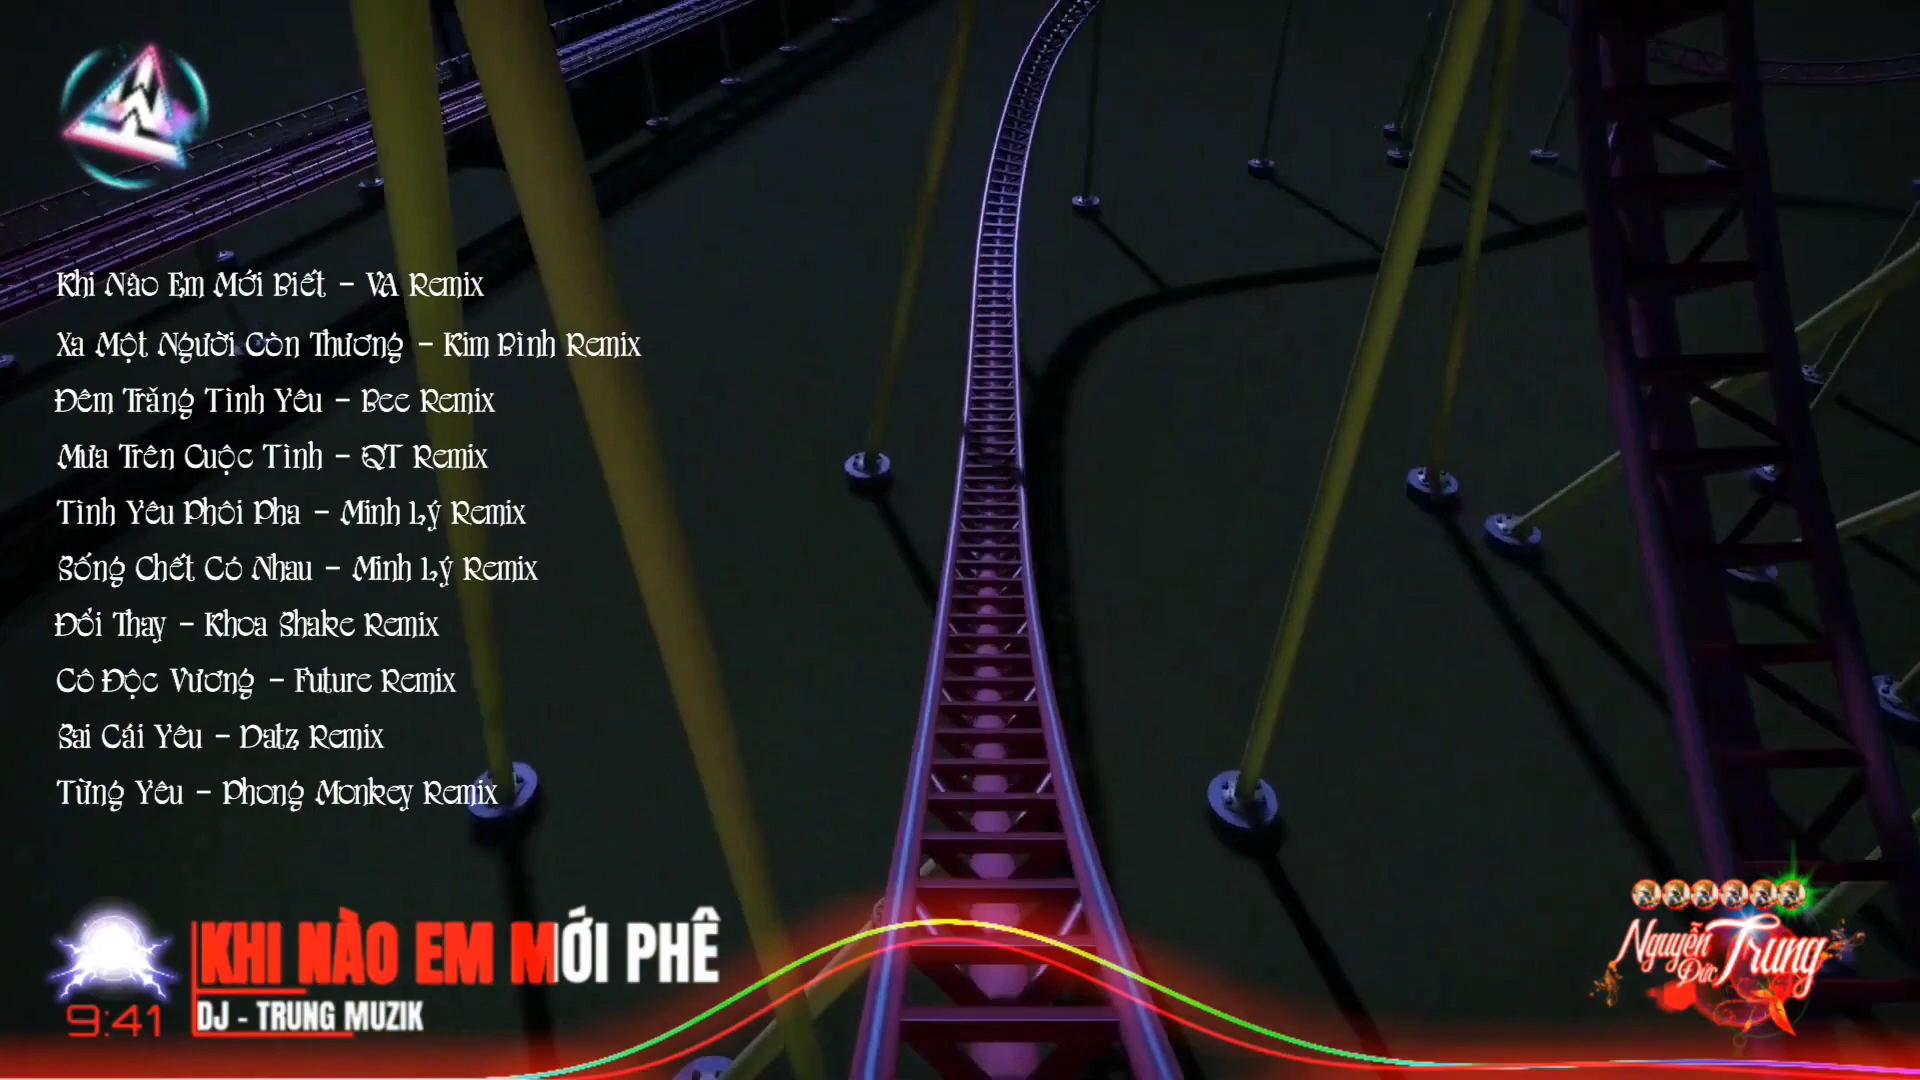 Khi Nào Em Mới Biết - VA Remix
Xa Một Người Còn Thương - Kim Bình Remix
Đêm Trắng Tình Yêu - Bee Remix
Mưa Trên Cuộc Tình - QT Remix
Tình Yêu Phôi Pha - Minh Lý Remix
Sống Chết Có Nhau - Minh Lý Remix
Đổi Thay - Khoa Shake Remix
Cô Độc Vương - Future Remix
Sai Cái Yêu - Datz Remix
Từng Yêu - Phong Monkey Remix
KHI NÀO EM MỚI PHÊ
DJ - TRUNG MUZIK
9:41
Nguyễn Đức Trung